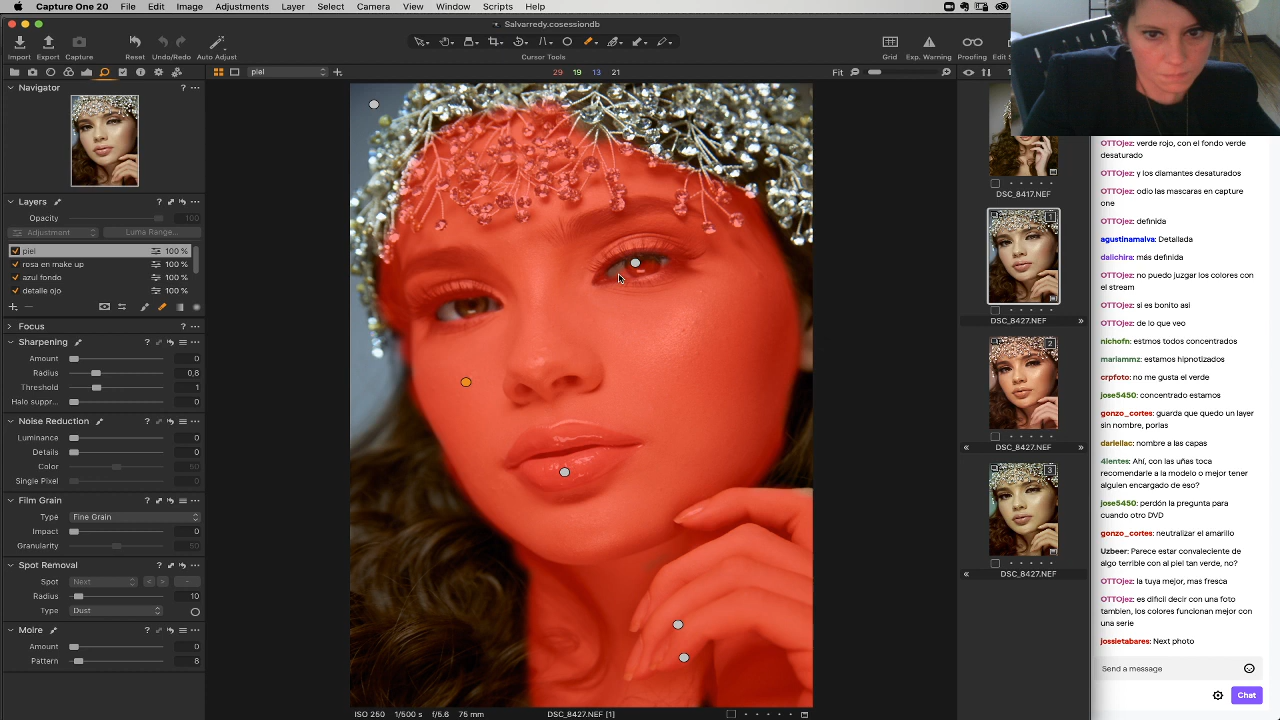 Capture One 20 File Edit Image Adjustments Layer Select Camera View Window Scripts Help
Salvarredy.cosessiondb
Import Export Capture Reset Undo/Redo Auto Adjust Cursor Tools Grid Exp. Warning Proofing Edit S
piel 29 19 13 21 Fit
Navigator ?
Layers ?
Opacity 100
Adjustment Luma Range...
piel 100 %
rosa en make up 100 %
azul fondo 100 %
detalle ojo 100 %
Focus ?
Sharpening ?
Amount 0
Radius 0,8
Threshold 1
Halo suppr... 0
Noise Reduction ?
Luminance 0
Details 0
Color 50
Single Pixel 0
Film Grain ?
Type Fine Grain
Impact 0
Granularity 50
Spot Removal ?
Spot Next < > -
Radius 10
Type Dust
Moire ?
Amount 0
Pattern 8
ISO 250 1/500 s f/5.6 75 mm DSC_8427.NEF [1]
DSC_8417.NEF
1
DSC_8427.NEF »
2
« DSC_8427.NEF »
3
« DSC_8427.NEF
OTTOjez: verde rojo, con el fondo verde
desaturado
OTTOjez: y los diamantes desaturados
OTTOjez: odio las mascaras en capture
one
OTTOjez: definida
agustinamalva: Detallada
dalichira: más definida
OTTOjez: no puedo juzgar los colores con
el stream
OTTOjez: si es bonito asi
OTTOjez: de lo que veo
nichofn: estmos todos concentrados
mariammz: estamos hipnotizados
crpfoto: no me gusta el verde
jose5450: concentrado estamos
gonzo_cortes: guarda que quedo un layer
sin nombre, porlas
dariellac: nombre a las capas
4lentes: Ahí, con las uñas toca
recomendarle a la modelo o mejor tener
alguien encargado de eso?
jose5450: perdón la pregunta para
cuando otro DVD
gonzo_cortes: neutralizar el amarillo
Uzbeer: Parece estar convaleciente de
algo terrible con al piel tan verde, no?
OTTOjez: la tuya mejor, mas fresca
OTTOjez: es dificil decir con una foto
tambien, los colores funcionan mejor con
una serie
jossietabares: Next photo
Send a message
Chat